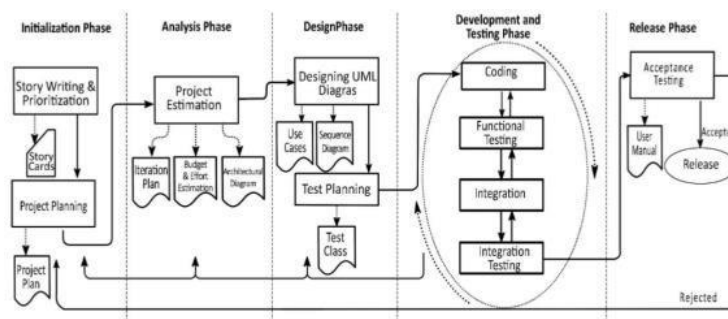 Initialization Phase
Analysis Phase
DesignPhase
Development and
Testing Phase
Release Phase
Story Writing &
Prioritization
Story
Cards
Project Planning
Project
Plan
Project
Estimation
Iteration
Plan
Budget
& Effort
Estimation
Architectural
Diagram
Designing UML
Diagras
Use
Cases
Sequence
Diagram
Test Planning
Test
Class
Coding
Functional
Testing
Integration
Integration
Testing
Acceptance
Testing
User
Manual
Accepte
Release
Rejected